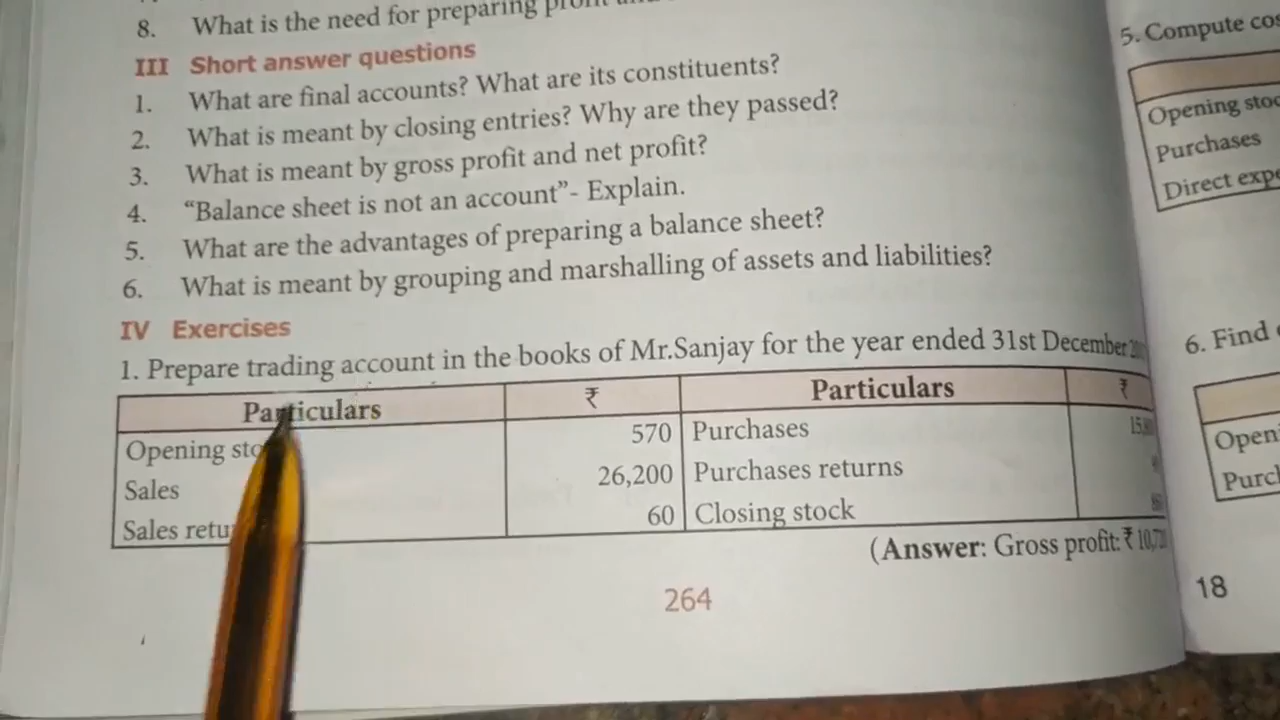 8. What is the need for preparing
III Short answer questions
1. What are final accounts? What are its constituents?
2. What is meant by closing entries? Why are they passed?
3. What is meant by gross profit and net profit?
4. “Balance sheet is not an account”- Explain.
5. What are the advantages of preparing a balance sheet?
6. What is meant by grouping and marshalling of assets and liabilities?
IV Exercises
1. Prepare trading account in the books of Mr.Sanjay for the year ended 31st December
Particulars ₹ Particulars ₹
Opening 570 Purchases
Sales 26,200 Purchases returns
Sales 60 Closing stock
(Answer: Gross profit: ₹
264
5. Compute
Opening
Purchases
Direct
6. Find
18